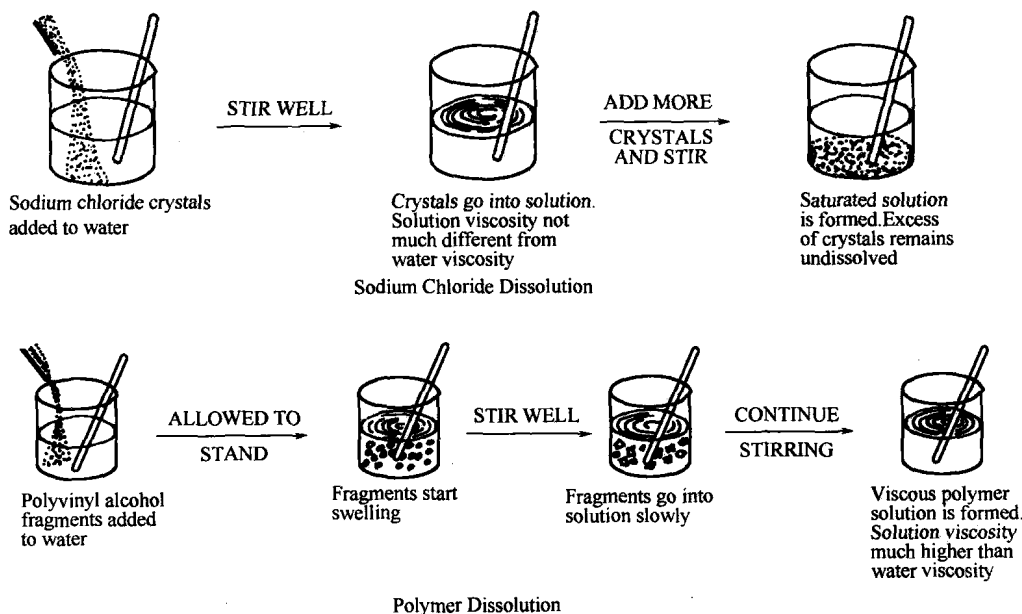 STIR WELL
ADD MORE
CRYSTALS
AND STIR
Sodium chloride crystals
added to water
Crystals go into solution.
Solution viscosity not
much different from
water viscosity
Saturated solution
is formed.Excess
of crystals remains
undissolved
Sodium Chloride Dissolution
ALLOWED TO
STAND
STIR WELL
CONTINUE
STIRRING
Polyvinyl alcohol
fragments added
to water
Fragments start
swelling
Fragments go into
solution slowly
Viscous polymer
solution is formed.
Solution viscosity
much higher than
water viscosity
Polymer Dissolution